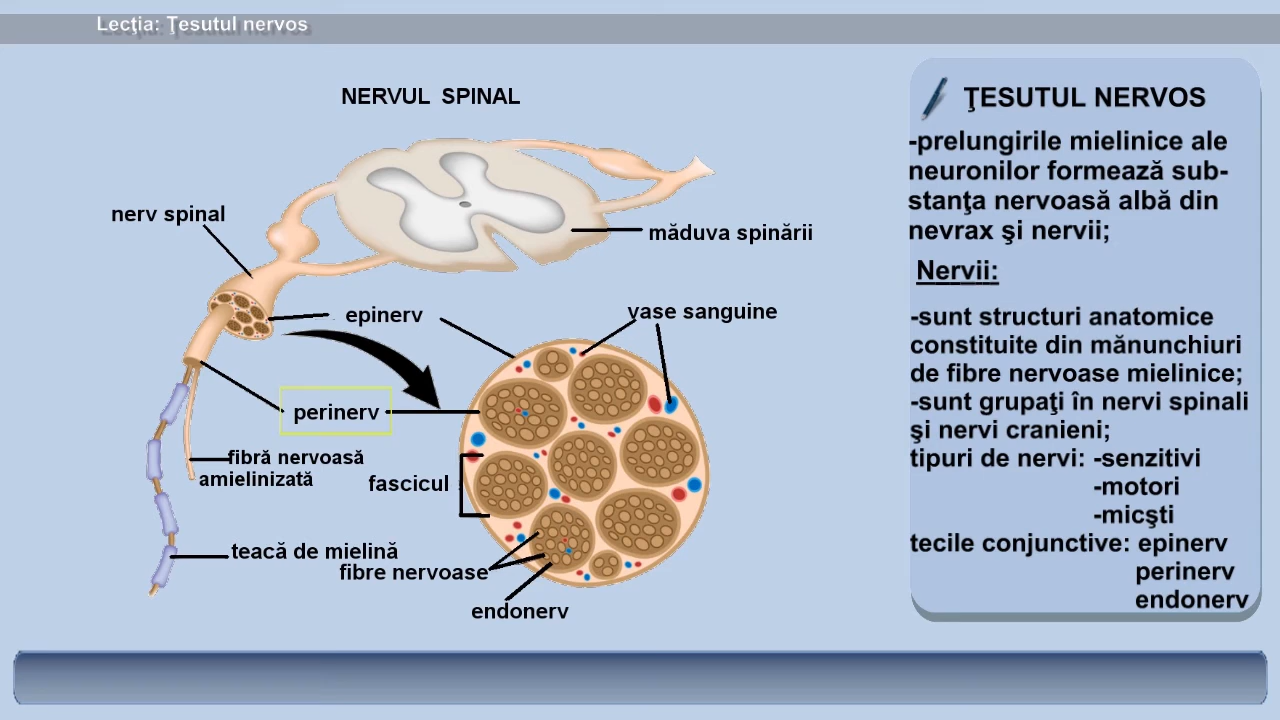 Lecţia: Ţesutul nervos
NERVUL SPINAL
nerv spinal
măduva spinării
epinerv
vase sanguine
perinerv
fibră nervoasă
amielinizată
fascicul
teacă de mielină
fibre nervoase
endonerv
ŢESUTUL NERVOS
-prelungirile mielinice ale
neuronilor formează sub-
stanţa nervoasă albă din
nevrax şi nervii;
Nervii:
-sunt structuri anatomice
constituite din mănunchiuri
de fibre nervoase mielinice;
-sunt grupaţi în nervi spinali
şi nervi cranieni;
tipuri de nervi: -senzitivi
-motori
-micşti
tecile conjunctive: epinerv
perinerv
endonerv